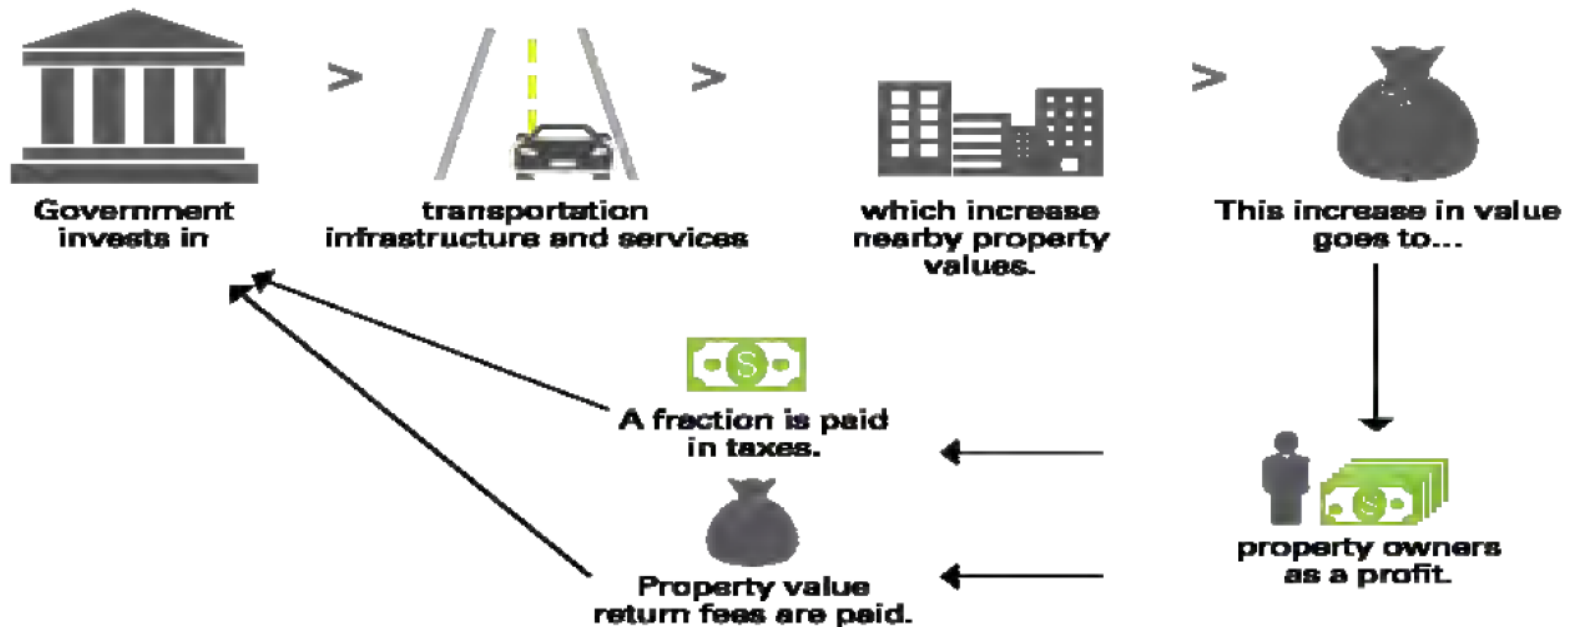 Government
invests in
>
transportation
infrastructure and services
>
which increase
nearby property
values.
>
This increase in value
goes to...
$
A fraction is paid
in taxes.
$
property owners
as a profit.
Property value
return fees are paid.